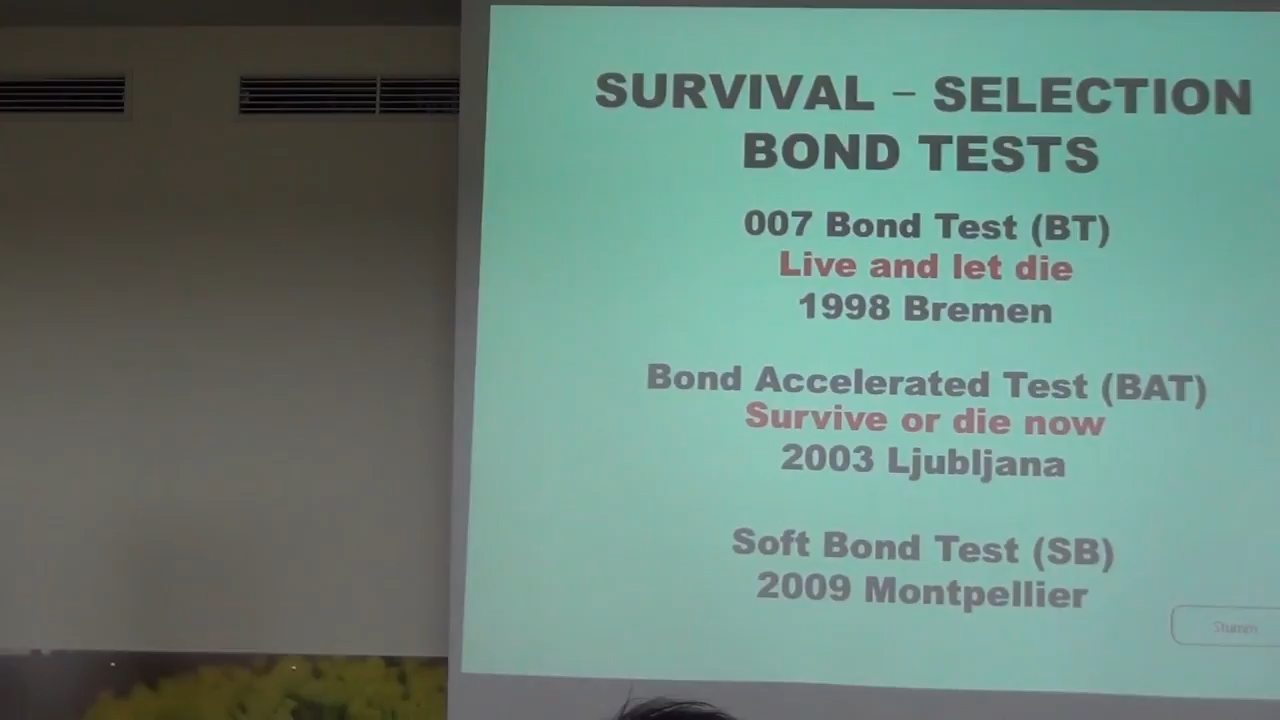 SURVIVAL – SELECTION
BOND TESTS
007 Bond Test (BT)
Live and let die
1998 Bremen
Bond Accelerated Test (BAT)
Survive or die now
2003 Ljubljana
Soft Bond Test (SB)
2009 Montpellier
Stumm